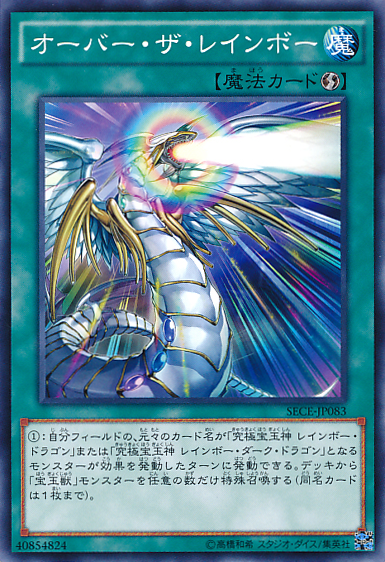 オーバー・ザ・レインボー 魔
【魔法カード】
SECE-JP083
①:自分フィールドの、元々のカード名が「究極宝玉神 レインボー・
ドラゴン」または「究極宝玉神 レインボー・ダーク・ドラゴン」となる
モンスターが効果を発動したターンに発動できる。デッキから
「宝玉獣」モンスターを任意の数だけ特殊召喚する(同名カード
は1枚まで)。
40854824
©高橋和希 スタジオ・ダイス/集英社